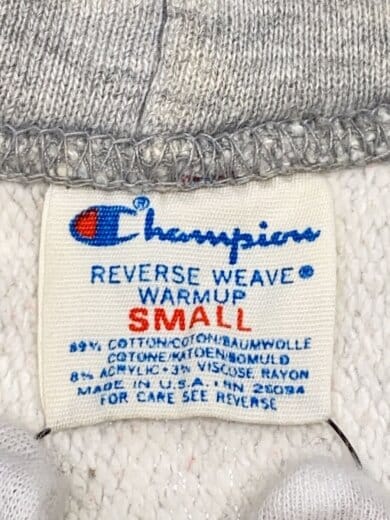 Champion®
REVERSE WEAVE®
WARMUP
SMALL
89% COTTON/COTON/BAUMWOLLE
COTONE/KATOEN/BOMULD
8% ACRYLIC • 3% VISCOSE RAYON
MADE IN U.S.A. • RN 26094
FOR CARE SEE REVERSE